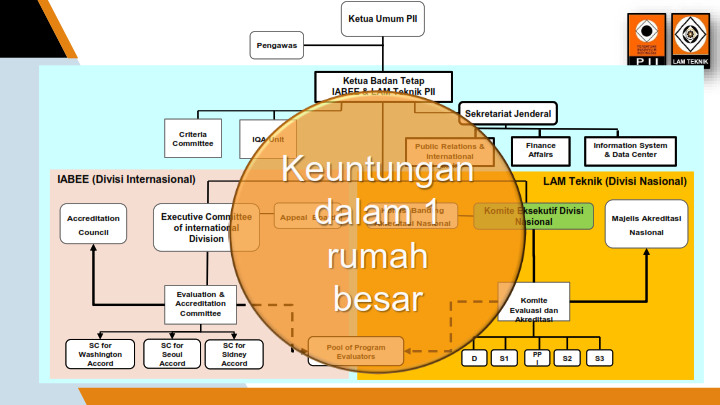 Ketua Umum PII
Pengawas
PII
LAM TEKNIK
Ketua Badan Tetap
IABEE & LAM Teknik PII
Sekretariat Jenderal
Criteria
Committee
IQA Unit
Public Relations &
International
Finance
Affairs
Information System
& Data Center
IABEE (Divisi Internasional)
LAM Teknik (Divisi Nasional)
Keuntungan
dalam 1
rumah
besar
Accreditation
Council
Executive Committee
of international
Division
Appeal Board
Banding
Nasional
Komite Eksekutif Divisi
Nasional
Majelis Akreditasi
Nasional
Evaluation &
Accreditation
Committee
Komite
Evaluasi dan
Akreditasi
SC for
Washington
Accord
SC for
Seoul
Accord
SC for
Sidney
Accord
Pool of Program
Evaluators
D
S1
PP
I
S2
S3